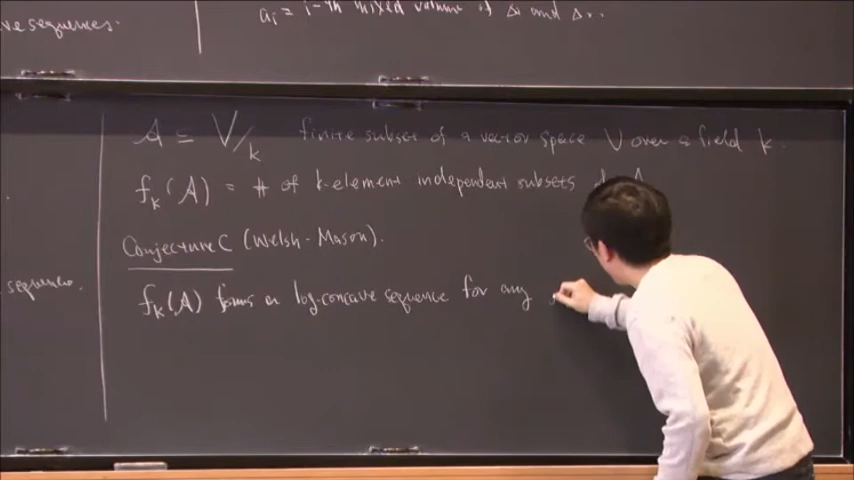 ve sequences.
aᵢ = i-th mixed volume of Δ₁ and Δ₂.
sequence.
A ⊆ V/k finite subset of a vector space V over a field k.
fₖ(A) = # of k-element independent subsets of A
Conjecture C (Welsh-Mason).
fₖ(A) forms a log-concave sequence for any